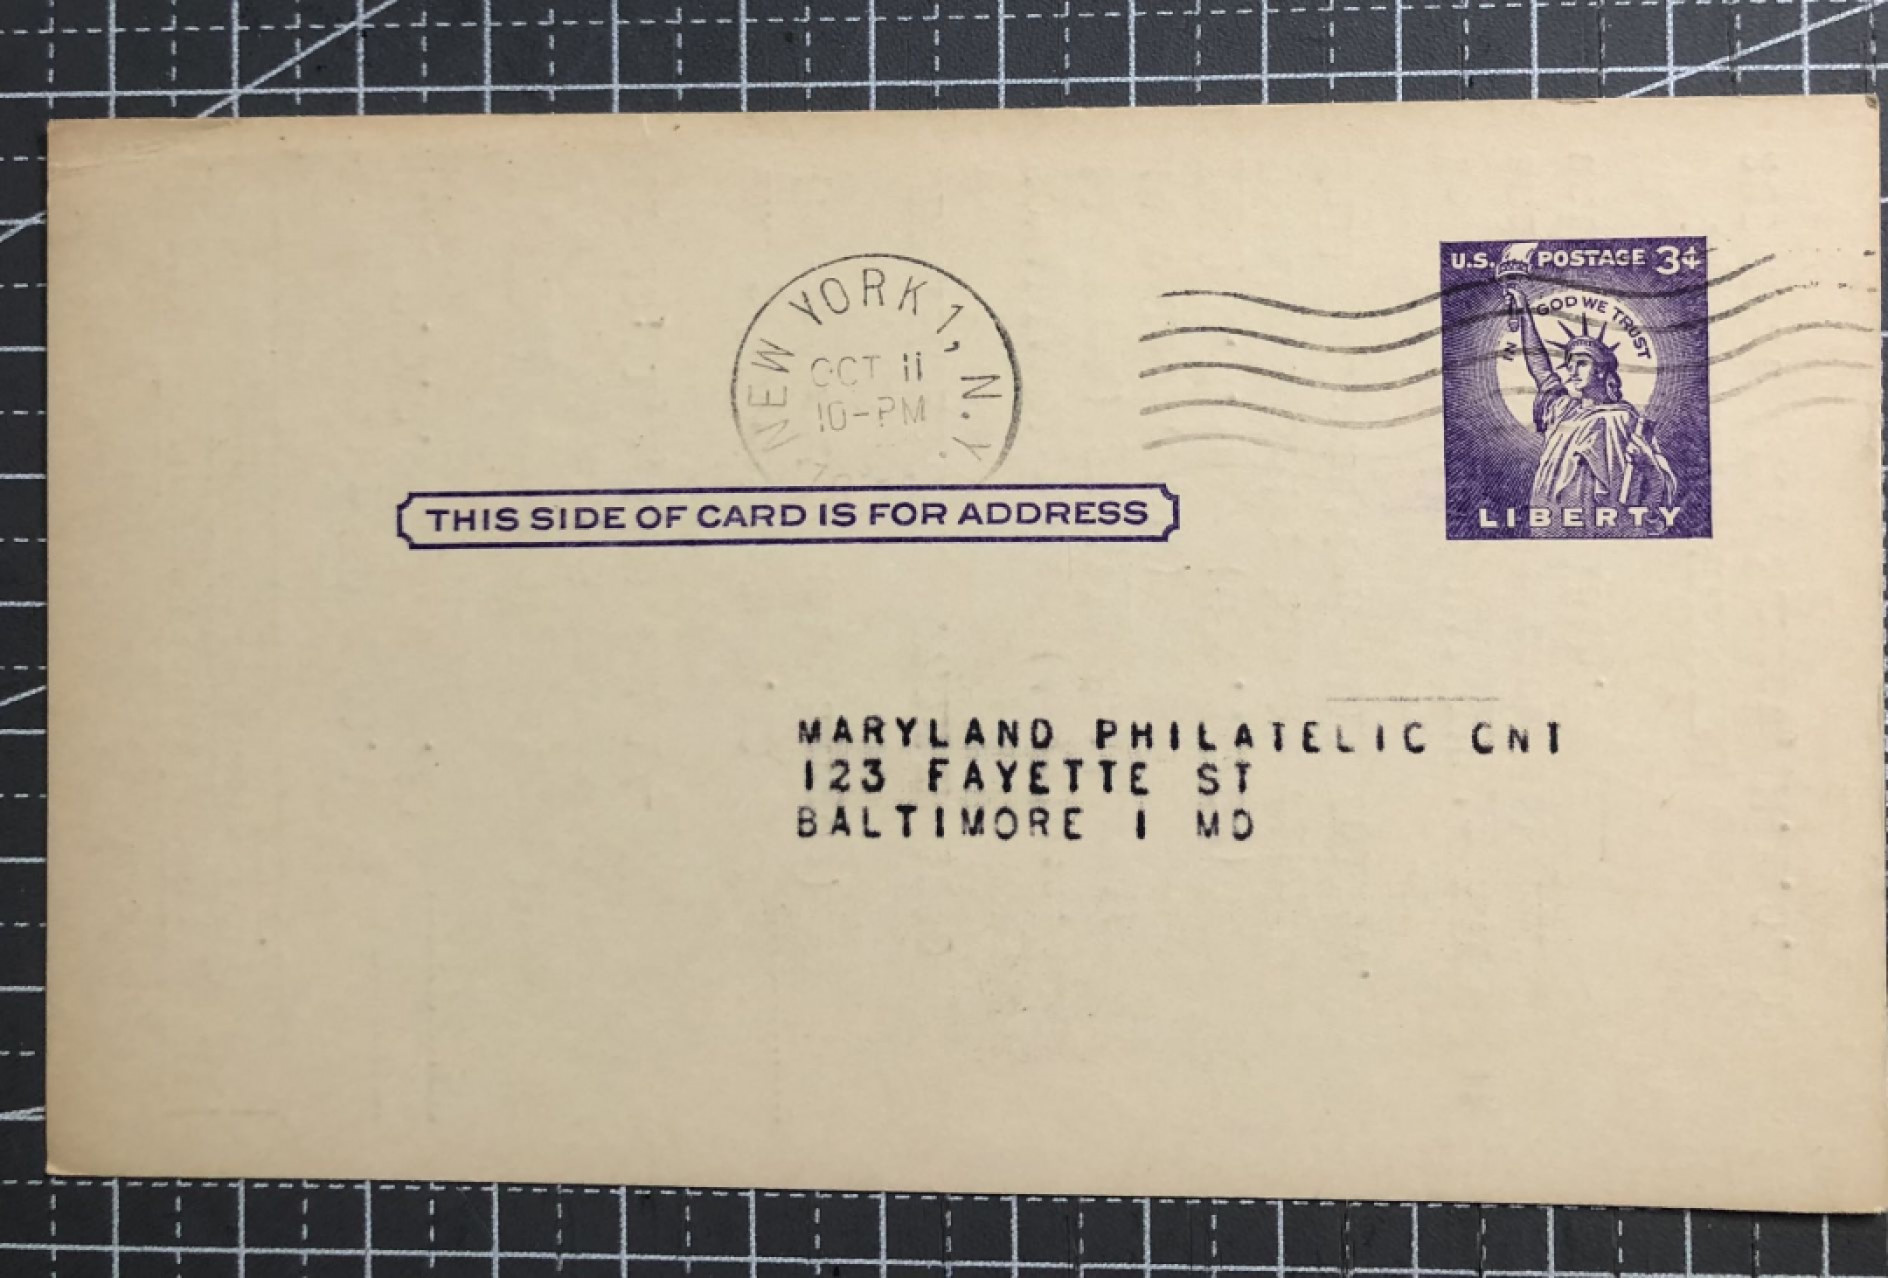 U.S. POSTAGE 3¢
IN GOD WE TRUST
LIBERTY
NEW YORK 1, N.Y.
OCT 11
10-PM
THIS SIDE OF CARD IS FOR ADDRESS
MARYLAND PHILATELIC CNT
123 FAYETTE ST
BALTIMORE 1 MD